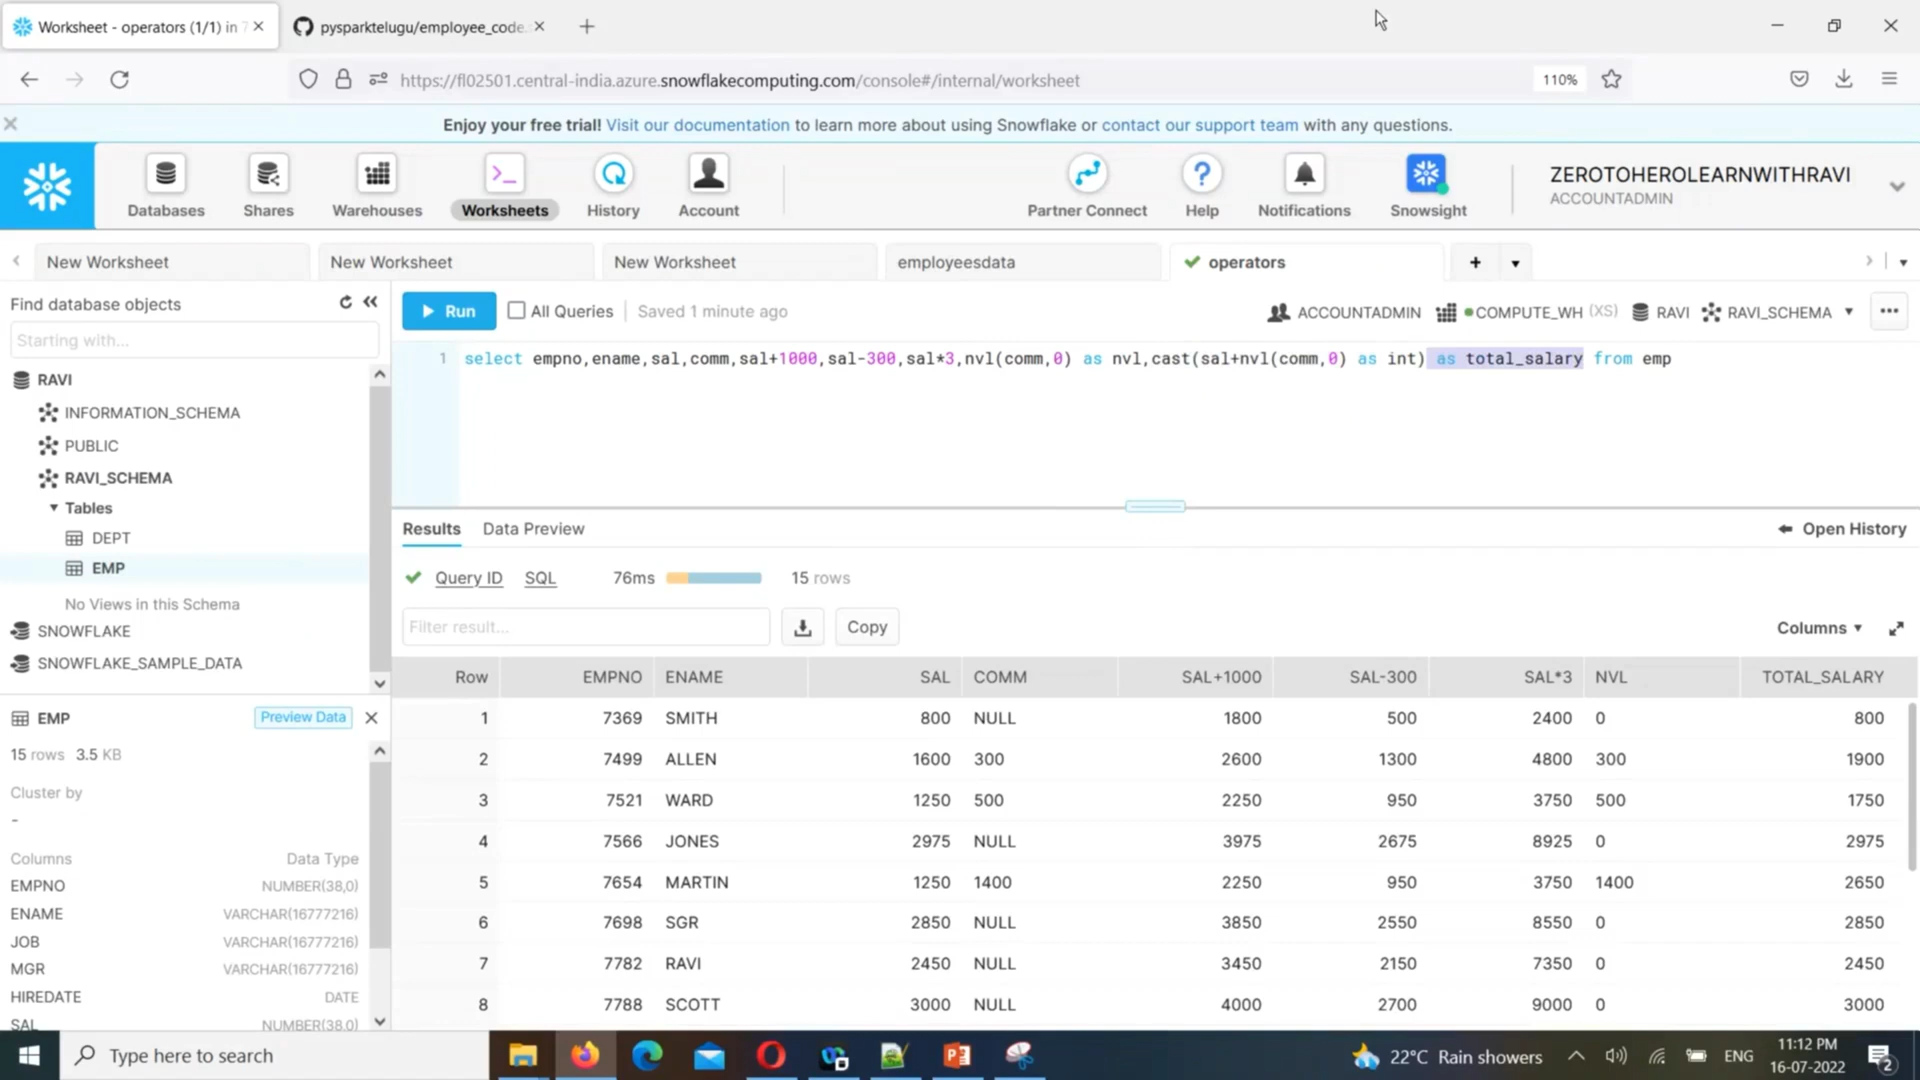 Worksheet - operators (1/1) in 7
pysparktelugu/employee_code.
https://fl02501.central-india.azure.snowflakecomputing.com/console#/internal/worksheet
110%
Enjoy your free trial! Visit our documentation to learn more about using Snowflake or contact our support team with any questions.
Databases
Shares
Warehouses
Worksheets
History
Account
Partner Connect
Help
Notifications
Snowsight
ZEROTOHEROLEARNWITHRAVI
ACCOUNTADMIN
New Worksheet
New Worksheet
New Worksheet
employeesdata
operators
Find database objects
Starting with...
RAVI
INFORMATION_SCHEMA
PUBLIC
RAVI_SCHEMA
Tables
DEPT
EMP
No Views in this Schema
SNOWFLAKE
SNOWFLAKE_SAMPLE_DATA
EMP
Preview Data
15 rows 3.5 KB
Cluster by
-
Columns Data Type
EMPNO NUMBER(38,0)
ENAME VARCHAR(16777216)
JOB VARCHAR(16777216)
MGR VARCHAR(16777216)
HIREDATE DATE
SAL NUMBER(38,0)
Run
All Queries
Saved 1 minute ago
ACCOUNTADMIN
COMPUTE_WH (XS)
RAVI
RAVI_SCHEMA
1 select empno,ename,sal,comm,sal+1000,sal-300,sal*3,nvl(comm,0) as nvl,cast(sal+nvl(comm,0) as int) as total_salary from emp
Results Data Preview
Open History
Query ID SQL 76ms 15 rows
Filter result...
Copy
Columns
Row EMPNO ENAME SAL COMM SAL+1000 SAL-300 SAL*3 NVL TOTAL_SALARY
1 7369 SMITH 800 NULL 1800 500 2400 0 800
2 7499 ALLEN 1600 300 2600 1300 4800 300 1900
3 7521 WARD 1250 500 2250 950 3750 500 1750
4 7566 JONES 2975 NULL 3975 2675 8925 0 2975
5 7654 MARTIN 1250 1400 2250 950 3750 1400 2650
6 7698 SGR 2850 NULL 3850 2550 8550 0 2850
7 7782 RAVI 2450 NULL 3450 2150 7350 0 2450
8 7788 SCOTT 3000 NULL 4000 2700 9000 0 3000
Type here to search
22°C Rain showers
ENG
11:12 PM
16-07-2022
2